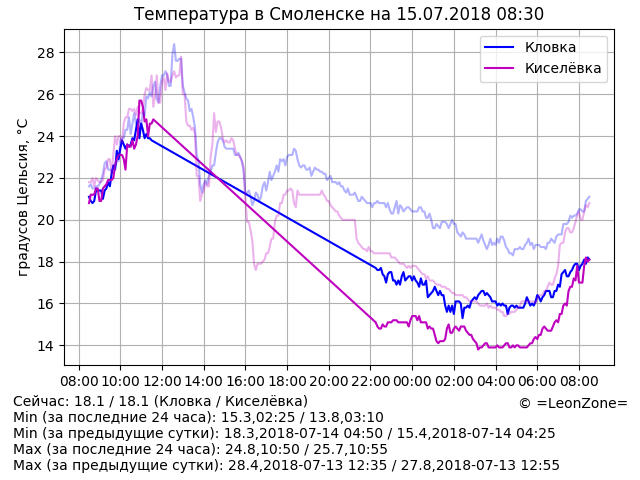 Температура в Смоленске на 15.07.2018 08:30
градусов Цельсия, °C
28
26
24
22
20
18
16
14
Кловка
Киселёвка
08:00 10:00 12:00 14:00 16:00 18:00 20:00 22:00 00:00 02:00 04:00 06:00 08:00
Сейчас: 18.1 / 18.1 (Кловка / Киселёвка)
© =LeonZone=
Min (за последние 24 часа): 15.3,02:25 / 13.8,03:10
Min (за предыдущие сутки): 18.3,2018-07-14 04:50 / 15.4,2018-07-14 04:25
Max (за последние 24 часа): 24.8,10:50 / 25.7,10:55
Max (за предыдущие сутки): 28.4,2018-07-13 12:35 / 27.8,2018-07-13 12:55